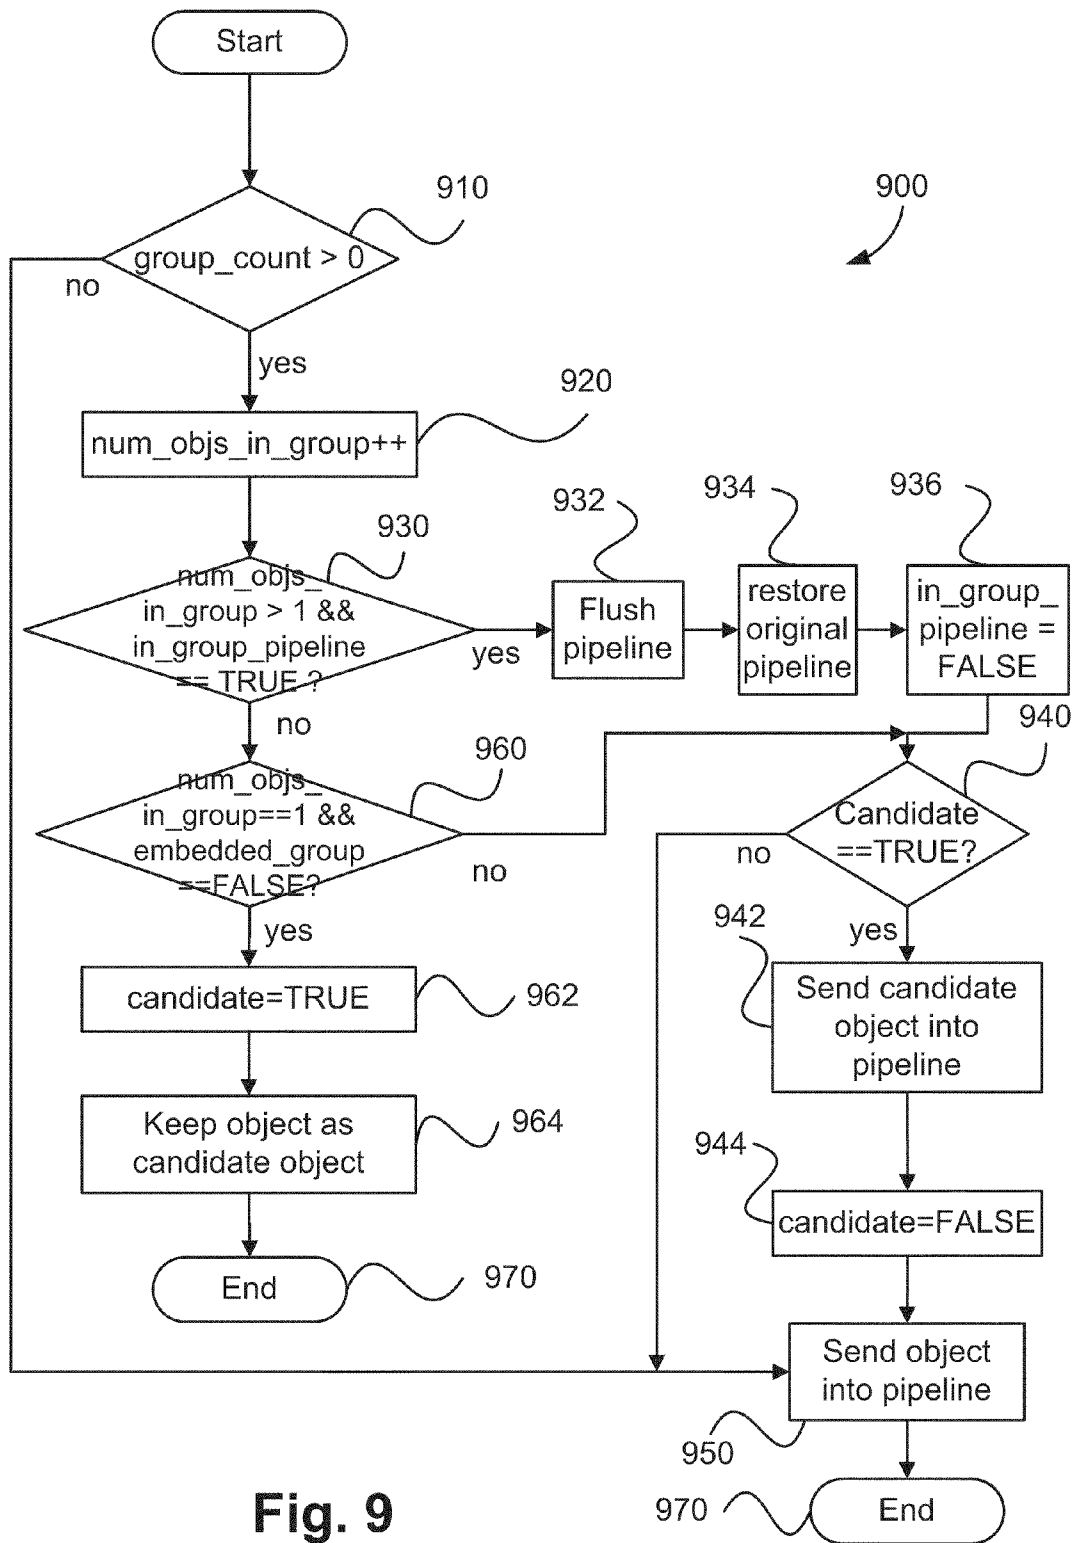 Start
910
900
group_count > 0
no
yes
920
num_objs_in_group++
930
932
934
936
num_objs_
in_group > 1 &&
in_group_pipeline
== TRUE ?
yes
Flush
pipeline
restore
original
pipeline
in_group_
pipeline =
FALSE
no
940
960
num_objs_
in_group==1 &&
embedded_group
==FALSE?
no
Candidate
==TRUE?
no
yes
yes
942
candidate=TRUE
962
Send candidate
object into
pipeline
Keep object as
candidate object
964
944
candidate=FALSE
End
970
Send object
into pipeline
950
970
End
Fig. 9